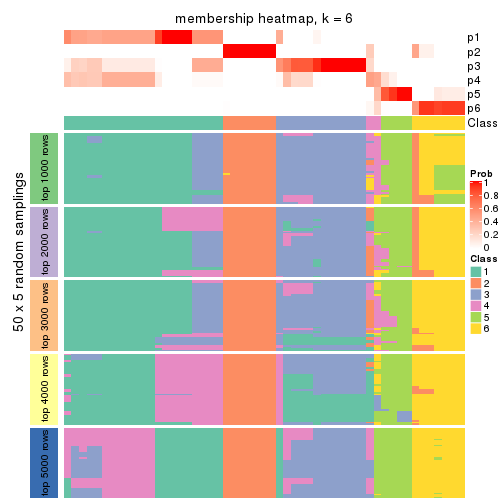 membership heatmap, k = 6
p1
p2
p3
p4
p5
p6
Class
50 x 5 random samplings
top 1000 rows
top 2000 rows
top 3000 rows
top 4000 rows
top 5000 rows
Prob
1
0.8
0.6
0.4
0.2
0
Class
1
2
3
4
5
6